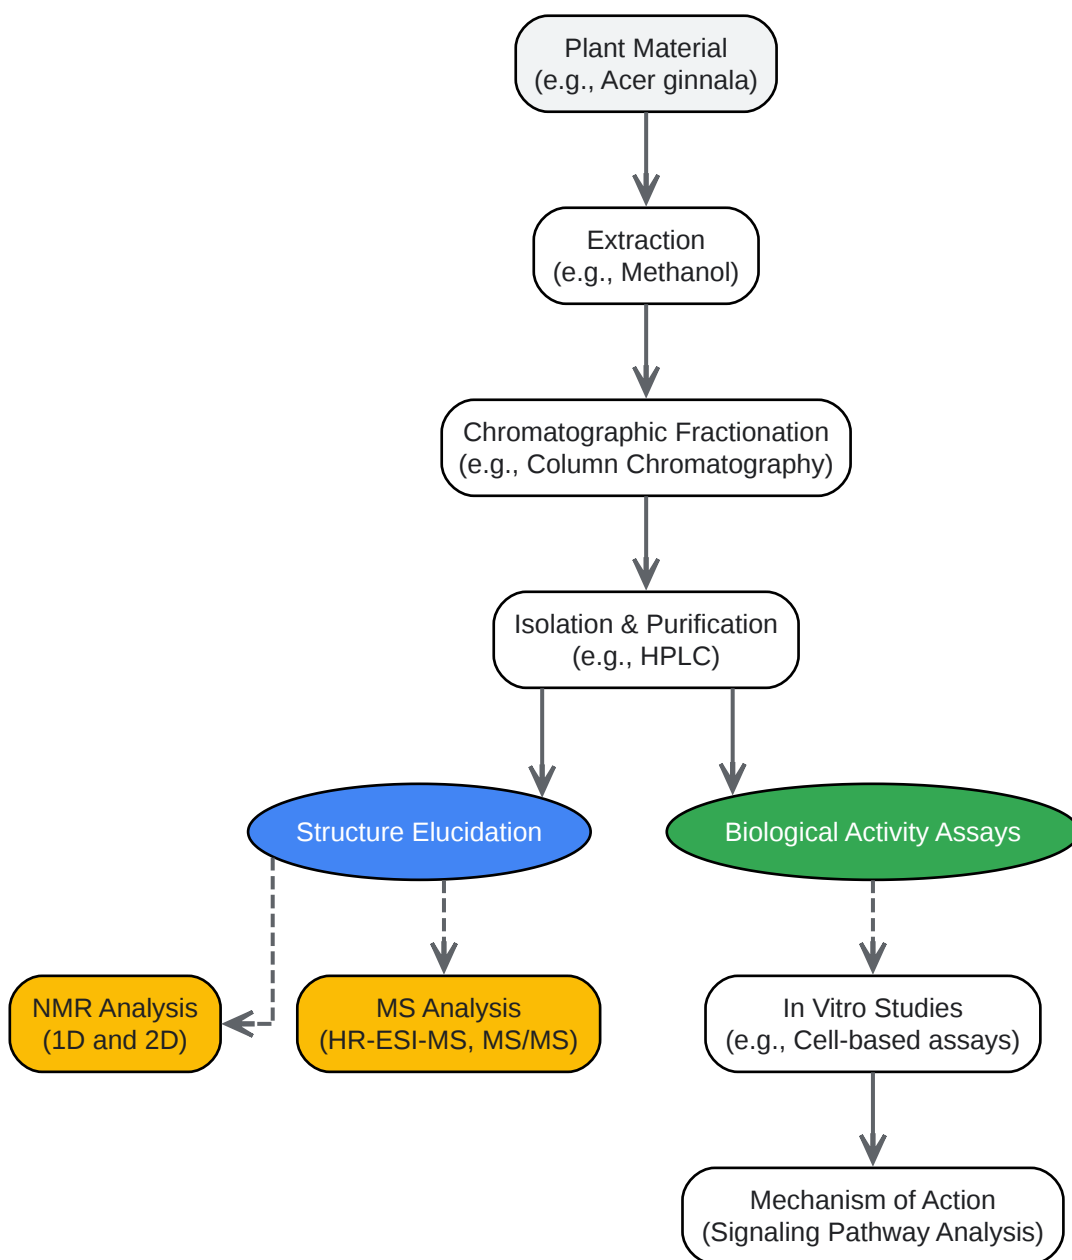 Plant Material
(e.g., Acer ginnala)
Extraction
(e.g., Methanol)
Chromatographic Fractionation
(e.g., Column Chromatography)
Isolation & Purification
(e.g., HPLC)
Structure Elucidation
Biological Activity Assays
NMR Analysis
(1D and 2D)
MS Analysis
(HR-ESI-MS, MS/MS)
In Vitro Studies
(e.g., Cell-based assays)
Mechanism of Action
(Signaling Pathway Analysis)